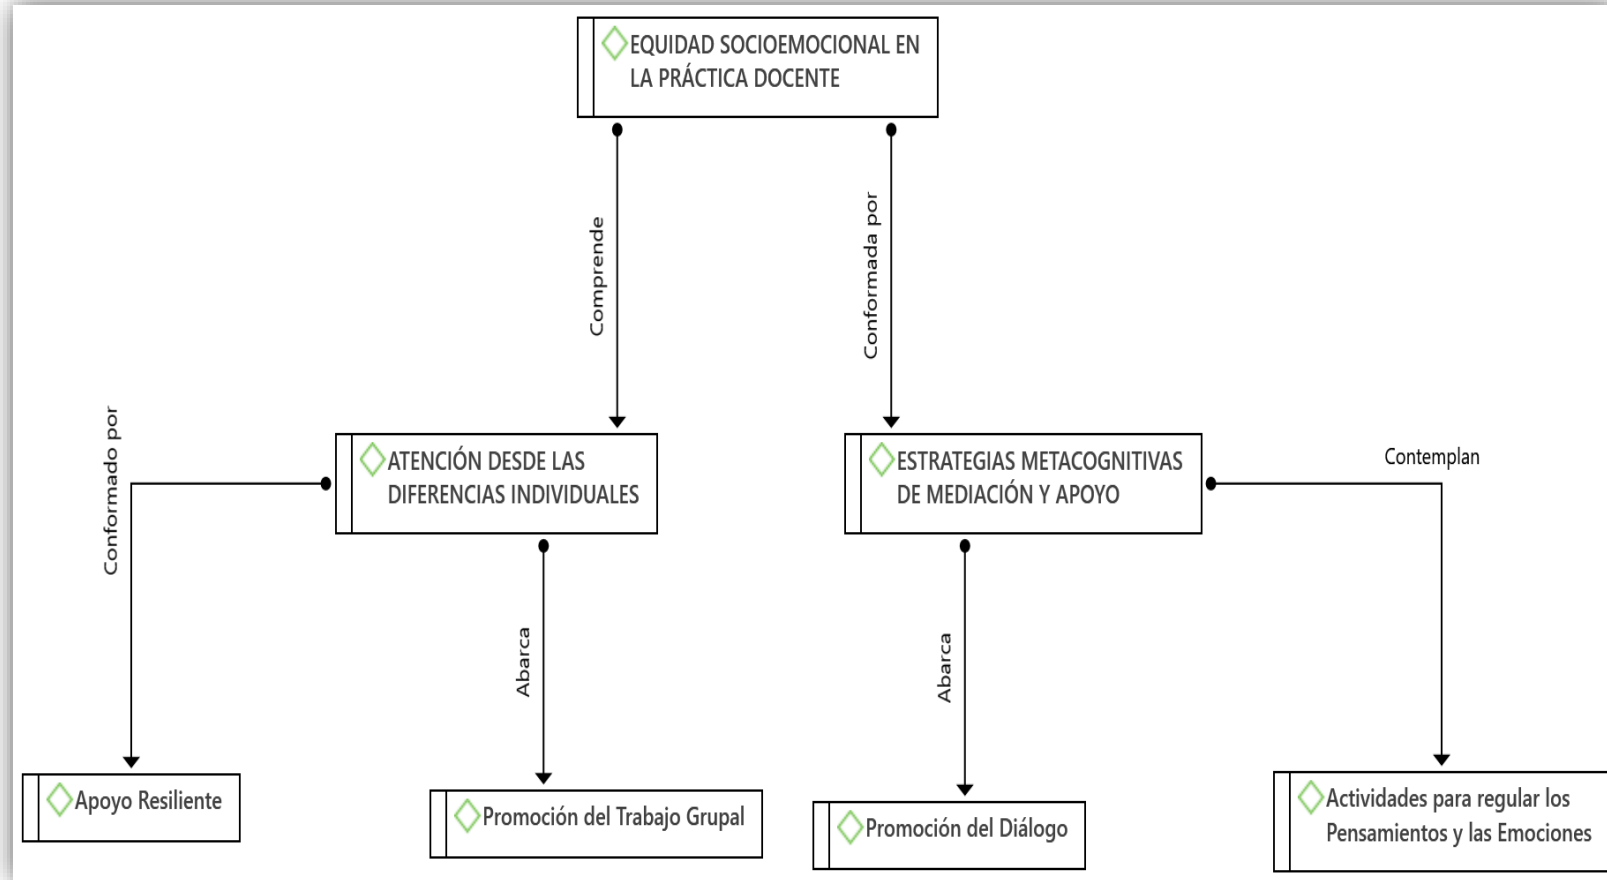 EQUIDAD SOCIOEMOCIONAL EN
LA PRÁCTICA DOCENTE
Comprende
Conformada por
Conformado por
ATENCIÓN DESDE LAS
DIFERENCIAS INDIVIDUALES
ESTRATEGIAS METACOGNITIVAS
DE MEDIACIÓN Y APOYO
Contemplan
Abarca
Abarca
Apoyo Resiliente
Promoción del Trabajo Grupal
Promoción del Diálogo
Actividades para regular los
Pensamientos y las Emociones